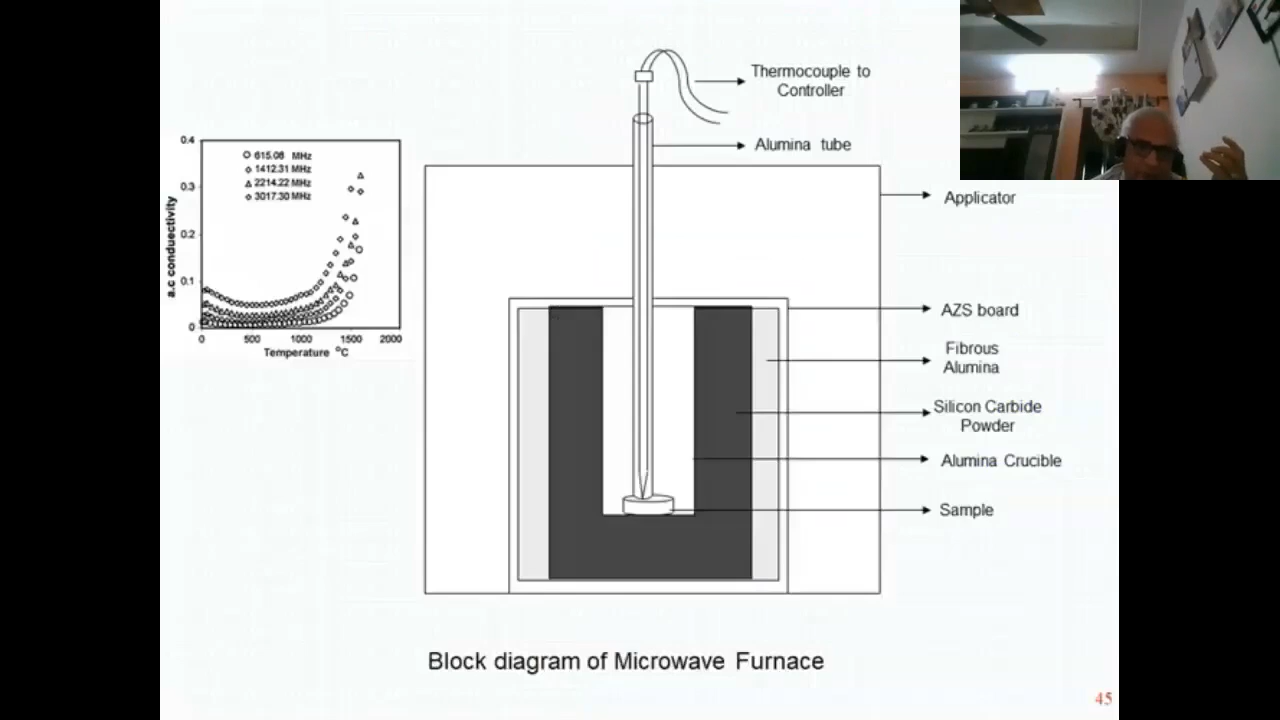 Thermocouple to
Controller
Alumina tube
Applicator
AZS board
Fibrous
Alumina
Silicon Carbide
Powder
Alumina Crucible
Sample
0.4
0.3
0.2
0.1
0
a.c conduectivity
615.08 MHz
1412.31 MHz
2214.22 MHz
3017.30 MHz
0 500 1000 1500 2000
Temperature °C
Block diagram of Microwave Furnace
45